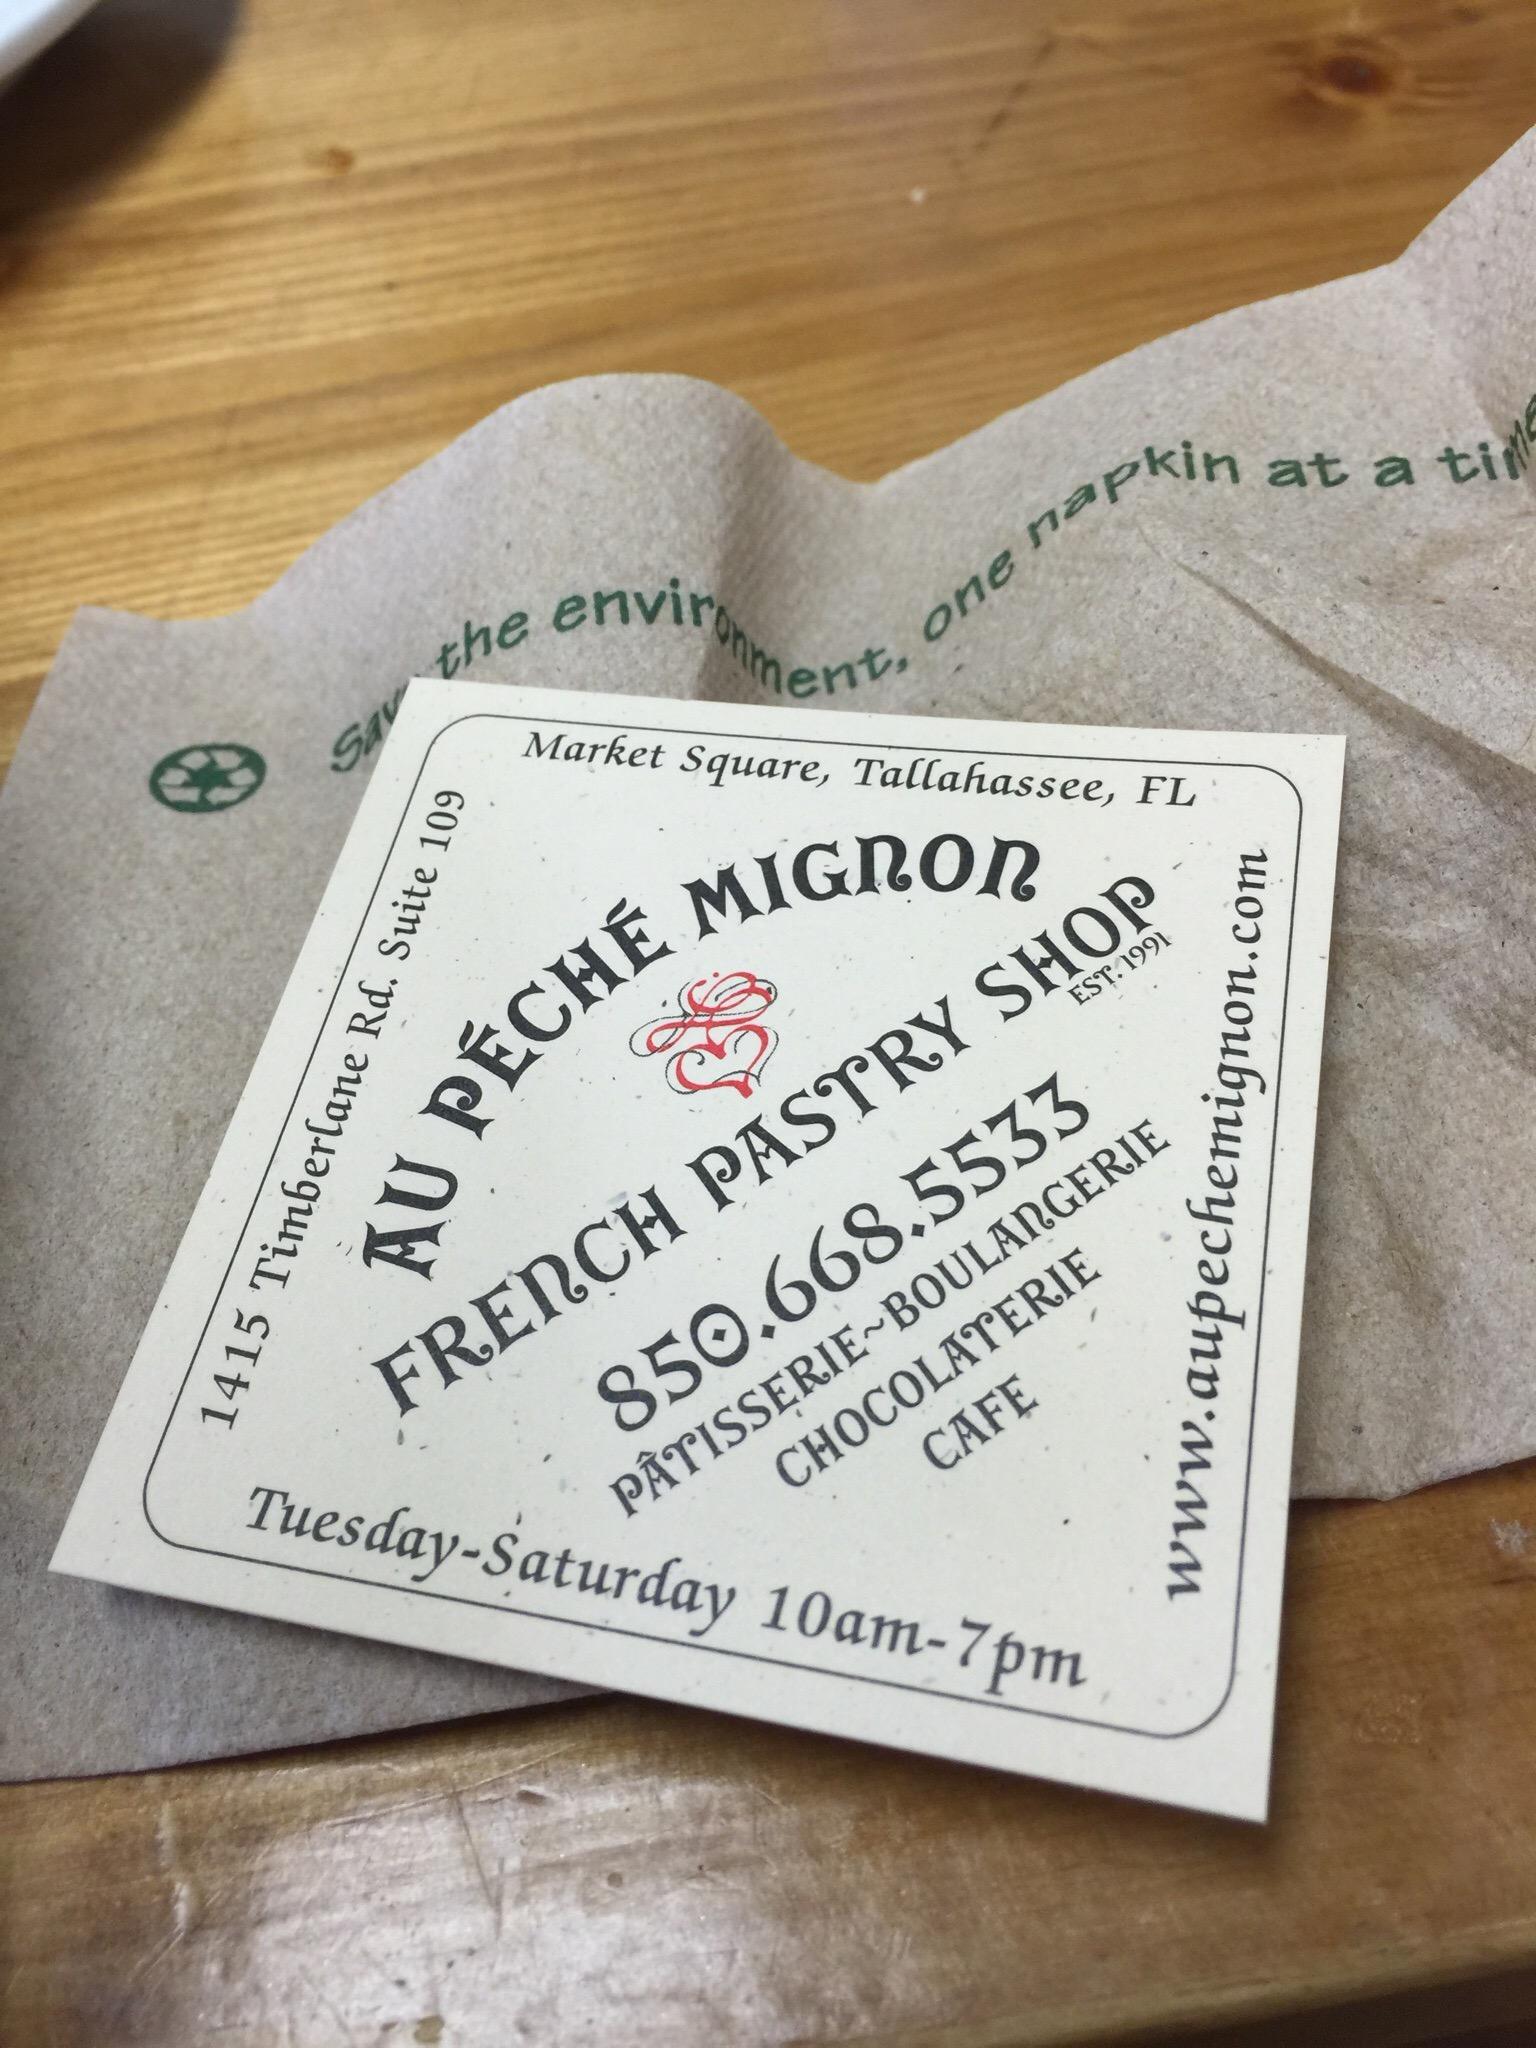 Save the environment, one napkin at a time
Market Square, Tallahassee, FL
1415 Timberlane Rd. Suite 109
AU PÉCHÉ MIGNON
FRENCH PASTRY SHOP
EST. 1991
850.668.5533
PÂTISSERIE~BOULANGERIE
CHOCOLATERIE
CAFE
www.aupechemignon.com
Tuesday-Saturday 10am-7pm